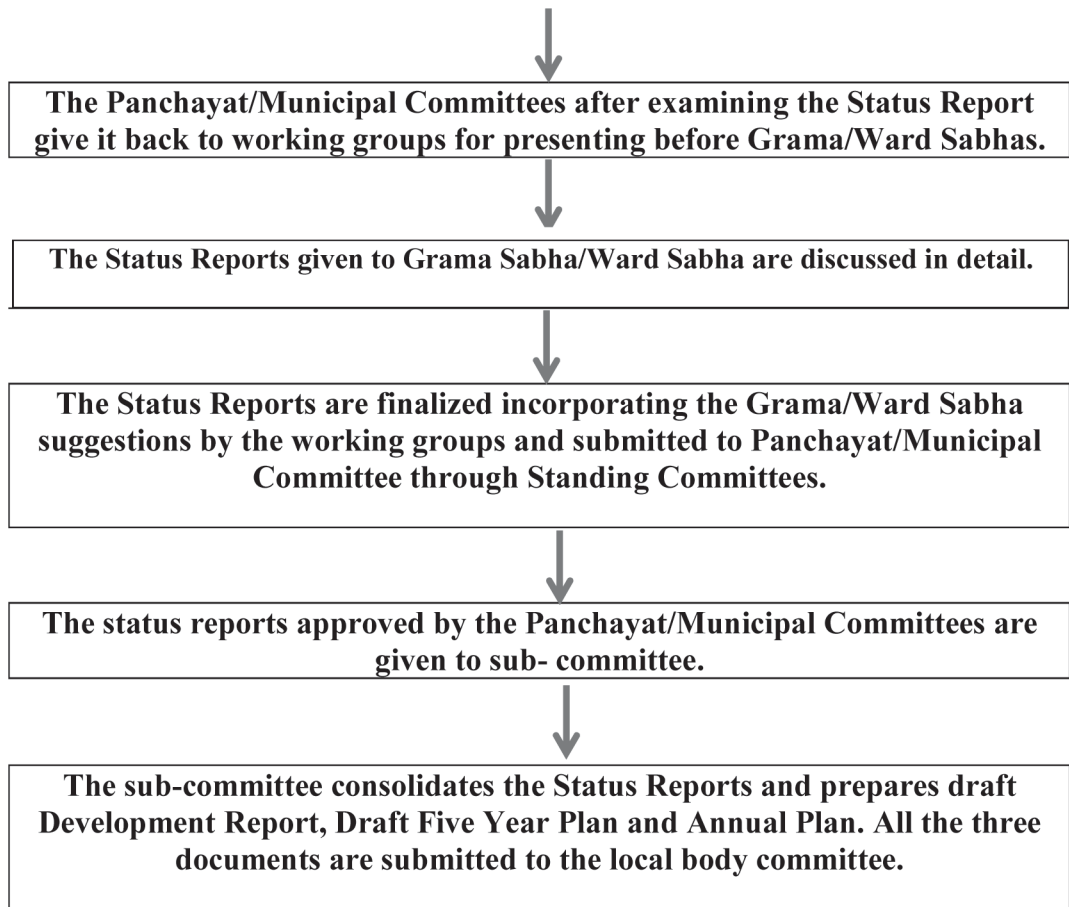 The Panchayat/Municipal Committees after examining the Status Report
give it back to working groups for presenting before Grama/Ward Sabhas.
The Status Reports given to Grama Sabha/Ward Sabha are discussed in detail.
The Status Reports are finalized incorporating the Grama/Ward Sabha
suggestions by the working groups and submitted to Panchayat/Municipal
Committee through Standing Committees.
The status reports approved by the Panchayat/Municipal Committees are
given to sub- committee.
The sub-committee consolidates the Status Reports and prepares draft
Development Report, Draft Five Year Plan and Annual Plan. All the three
documents are submitted to the local body committee.